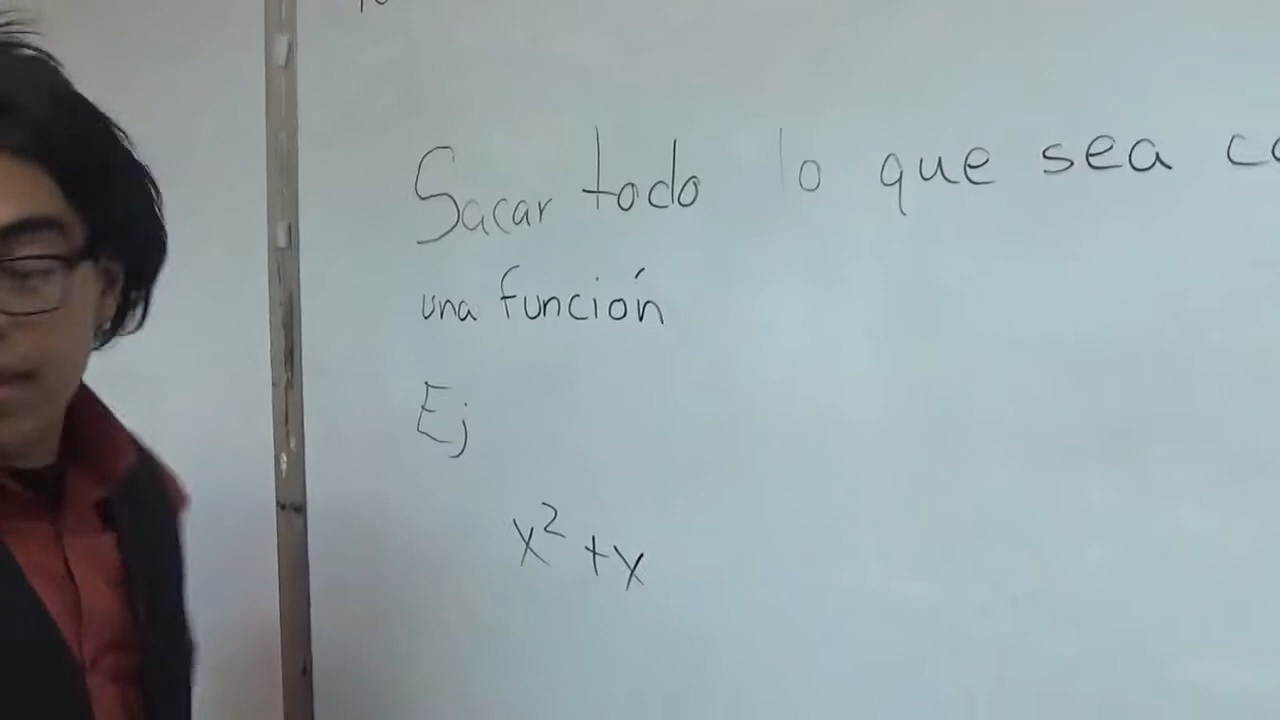 Sacar todo lo que sea
una función
Ej
x² + x